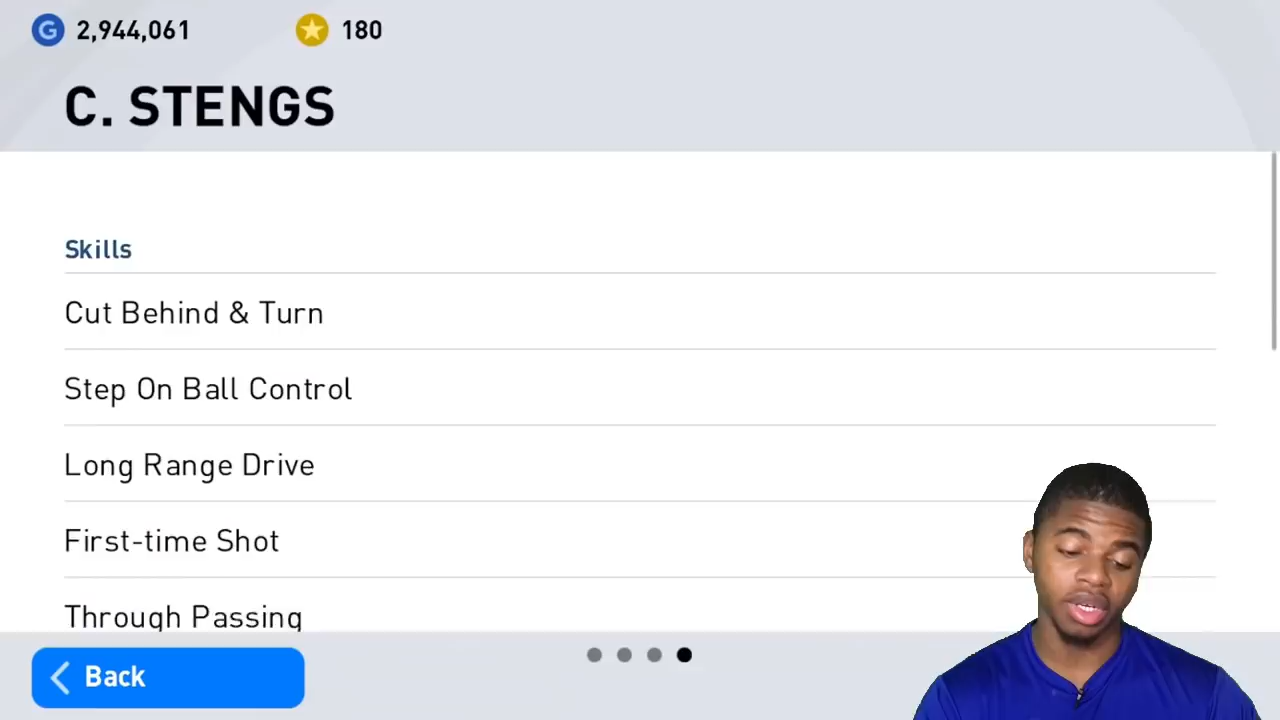 G 2,944,061 180
C. STENGS
Skills
Cut Behind & Turn
Step On Ball Control
Long Range Drive
First-time Shot
Through Passing
Back